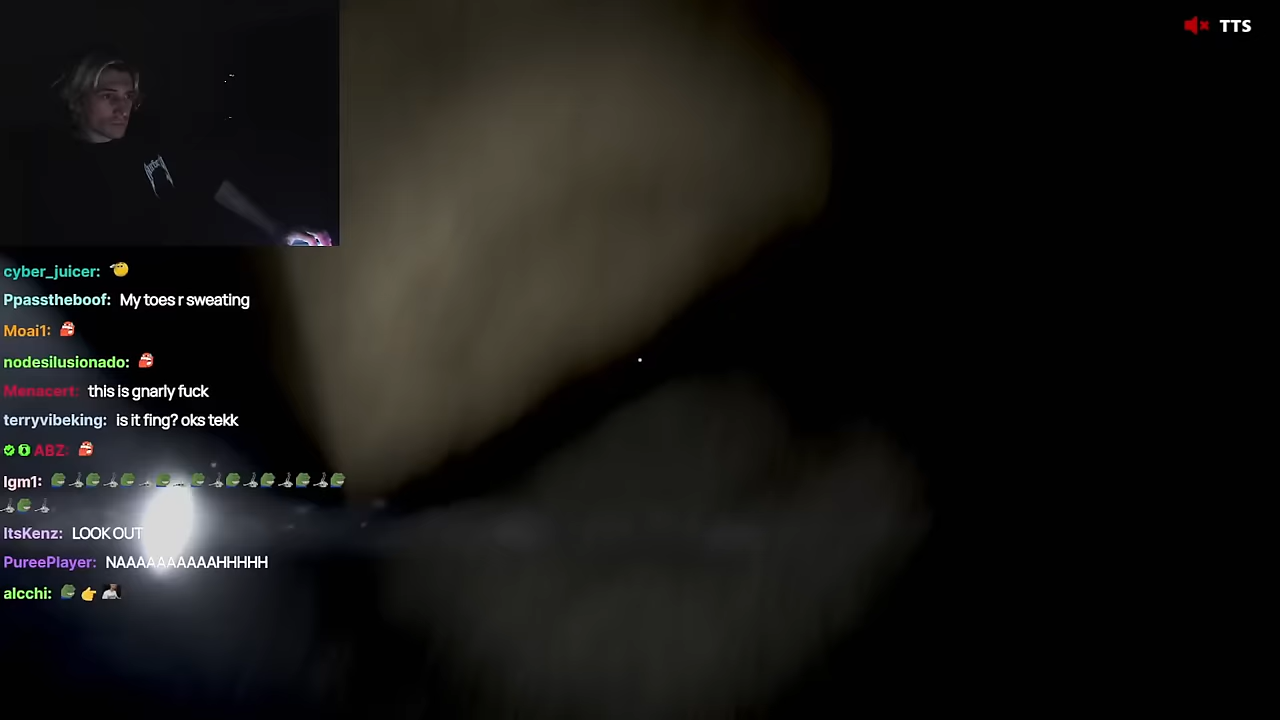 TTS
cyber_juicer:
Ppasstheboof: My toes r sweating
Moai1:
nodesilusionado:
Menacert: this is gnarly fuck
terryvibeking: is it fing? oks tekk
ABZ:
lgm1:
ItsKenz: LOOK OUT
PureePlayer: NAAAAAAAAAAHHHHH
alcchi: